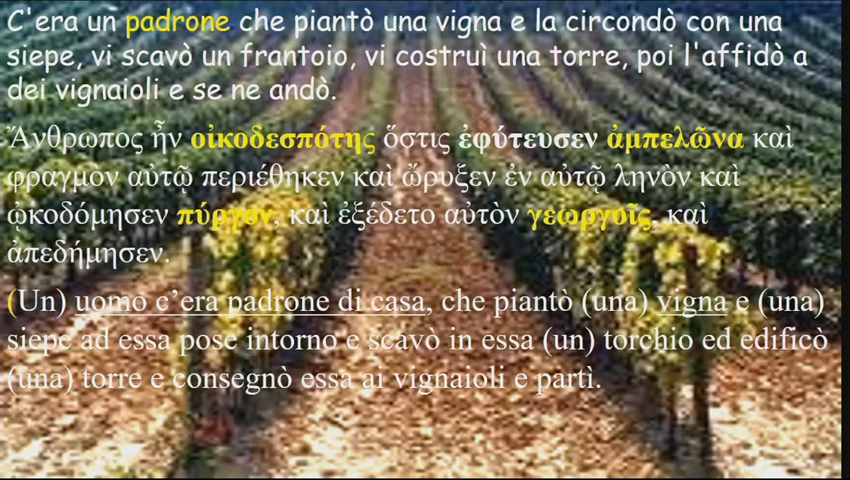 C'era un padrone che piantò una vigna e la circondò con una
siepe, vi scavò un frantoio, vi costruì una torre, poi l'affidò a
dei vignaioli e se ne andò.
Ἄνθρωπος ἦν οἰκοδεσπότης ὅστις ἐφύτευσεν ἀμπελῶνα καὶ
φραγμὸν αὐτῷ περιέθηκεν καὶ ὤρυξεν ἐν αὐτῷ ληνὸν καὶ
ᾠκοδόμησεν πύργον, καὶ ἐξέδετο αὐτὸν γεωργοῖς, καὶ
ἀπεδήμησεν.
(Un) uomo c’era padrone di casa, che piantò (una) vigna e (una)
siepe ad essa pose intorno e scavò in essa (un) torchio ed edificò
(una) torre e consegnò essa ai vignaioli e partì.